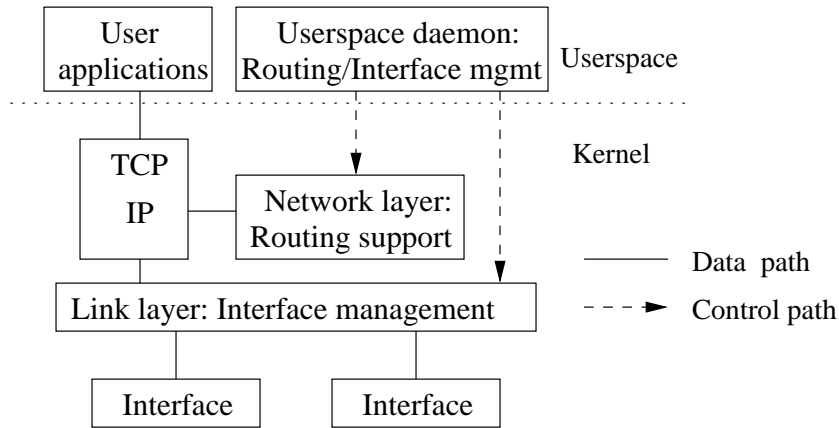 User
applications
Userspace daemon:
Routing/Interface mgmt
Userspace
Kernel
TCP
IP
Network layer:
Routing support
Data path
Link layer: Interface management
Control path
Interface
Interface